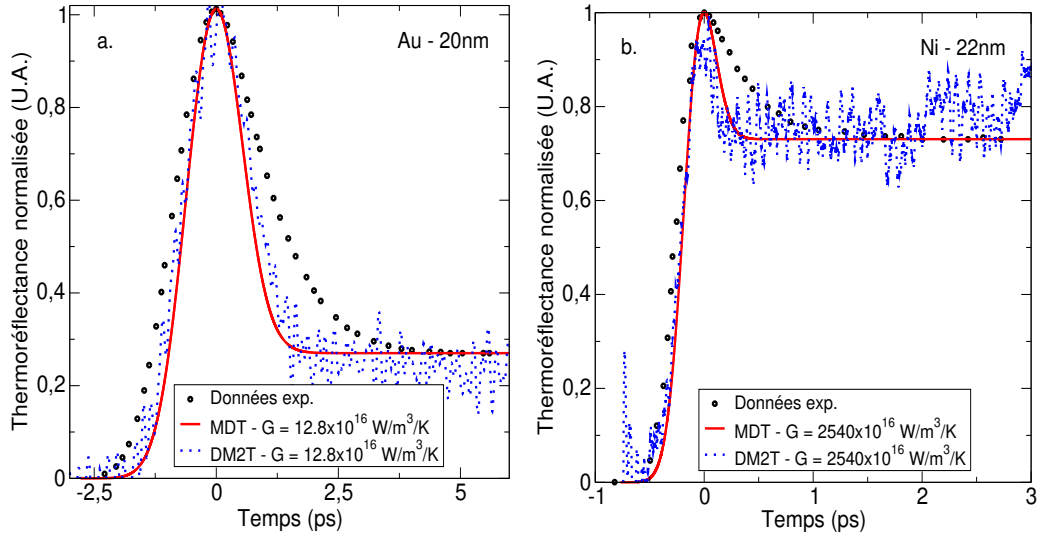 a.
Au - 20nm
Thermoréflectance normalisée (U.A.)
1
0,8
0,6
0,4
0,2
0
Données exp.
MDT - G = 12.8x10^16 W/m^3/K
DM2T - G = 12.8x10^16 W/m^3/K
-2,5 0 2,5 5
Temps (ps)
b.
Ni - 22nm
Thermoréflectance normalisée (U.A.)
1
0,8
0,6
0,4
0,2
0
Données exp.
MDT - G = 2540x10^16 W/m^3/K
DM2T - G = 2540x10^16 W/m^3/K
-1 0 1 2 3
Temps (ps)